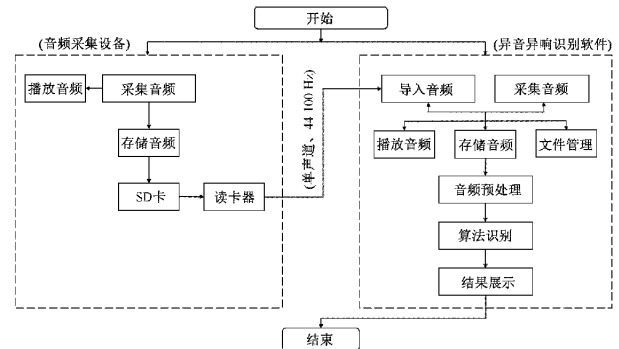 开始
(音频采集设备)
(异音异响识别软件)
播放音频
采集音频
存储音频
SD卡
读卡器
(单声道、44 100 Hz)
导入音频
采集音频
播放音频
存储音频
文件管理
音频预处理
算法识别
结果展示
结束